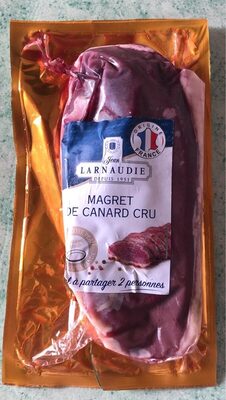 ORIGINE
FRANCE
Jean
LARNAUDIE
DEPUIS 1951
MAGRET
DE CANARD CRU
à partager 2 personnes